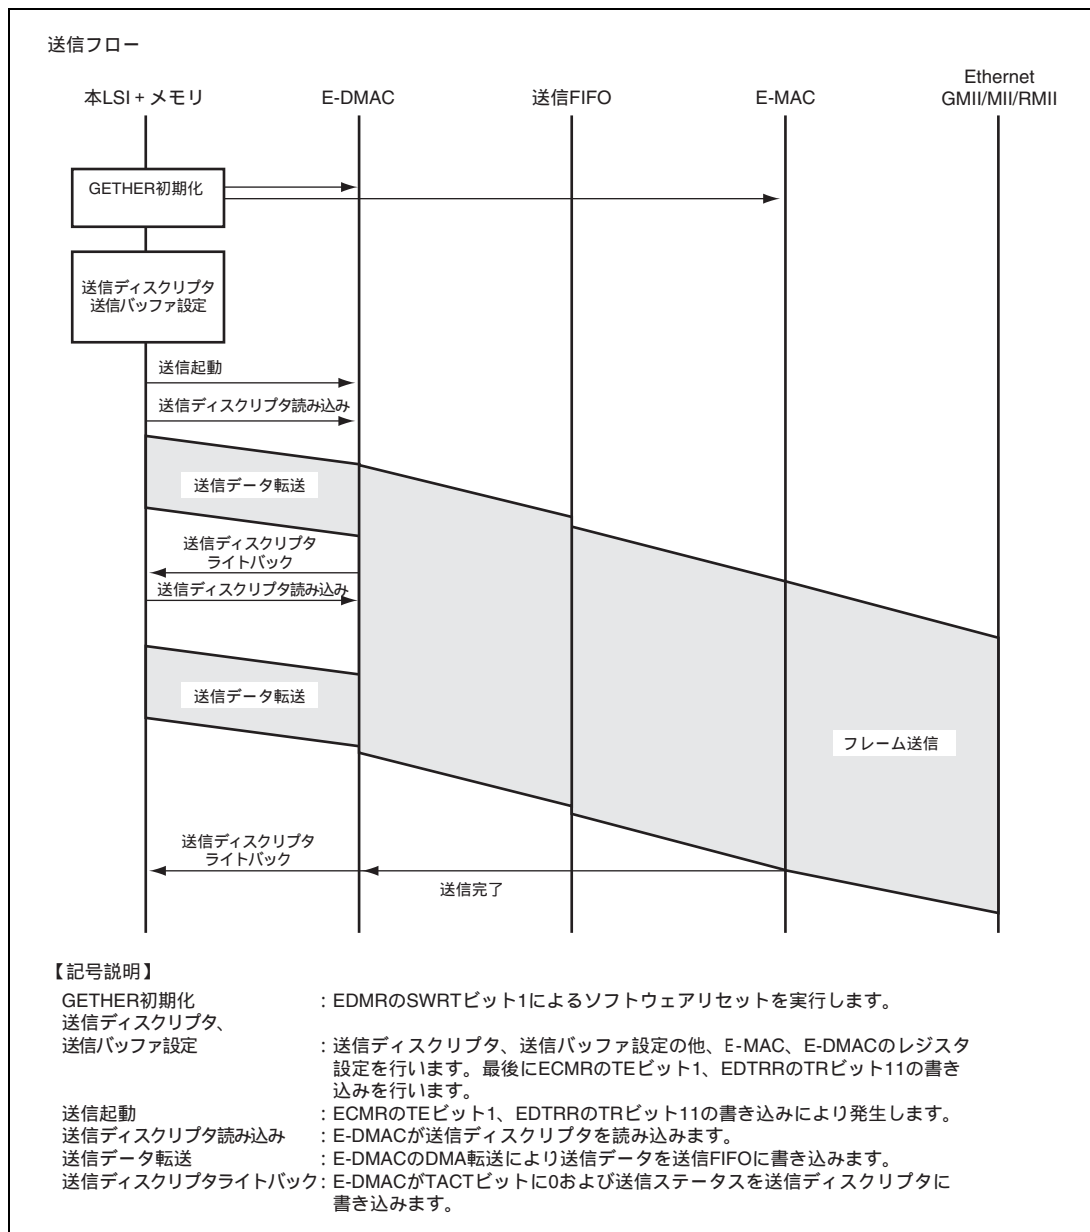 送信フロー
本LSI + メモリ
E-DMAC
送信FIFO
E-MAC
Ethernet
GMII/MII/RMII
GETHER初期化
送信ディスクリプタ
送信バッファ設定
送信起動
送信ディスクリプタ読み込み
送信データ転送
送信ディスクリプタ
ライトバック
送信ディスクリプタ読み込み
送信データ転送
フレーム送信
送信ディスクリプタ
ライトバック
送信完了
【記号説明】
GETHER初期化 : EDMRのSWRTビット1によるソフトウェアリセットを実行します。
送信ディスクリプタ、
送信バッファ設定 : 送信ディスクリプタ、送信バッファ設定の他、E-MAC、E-DMACのレジスタ
設定を行います。最後にECMRのTEビット1、EDTRRのTRビット11の書き
込みを行います。
送信起動 : ECMRのTEビット1、EDTRRのTRビット11の書き込みにより発生します。
送信ディスクリプタ読み込み : E-DMACが送信ディスクリプタを読み込みます。
送信データ転送 : E-DMACのDMA転送により送信データを送信FIFOに書き込みます。
送信ディスクリプタライトバック : E-DMACがTACTビットに0および送信ステータスを送信ディスクリプタに
書き込みます。